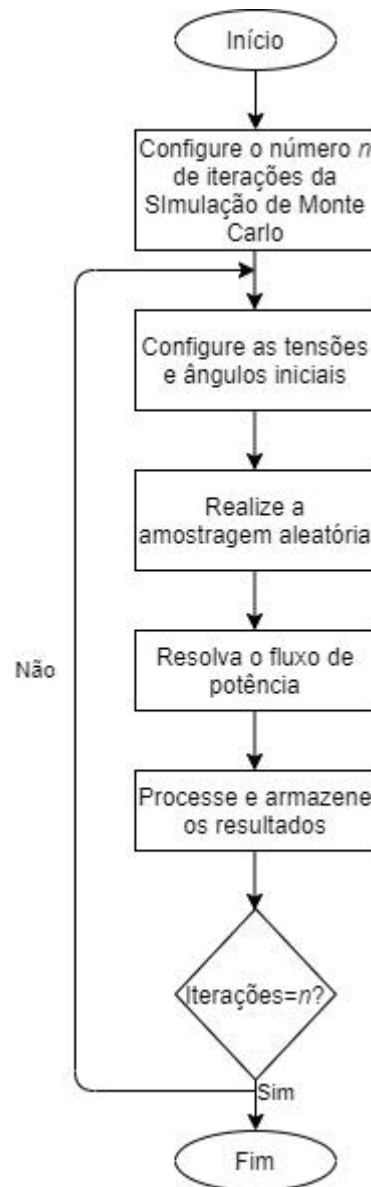 Início
Configure o número n
de iterações da
SImulação de Monte
Carlo
Configure as tensões
e ângulos iniciais
Realize a
amostragem aleatória
Resolva o fluxo de
potência
Não
Processe e armazene
os resultados
Iterações=n?
Sim
Fim